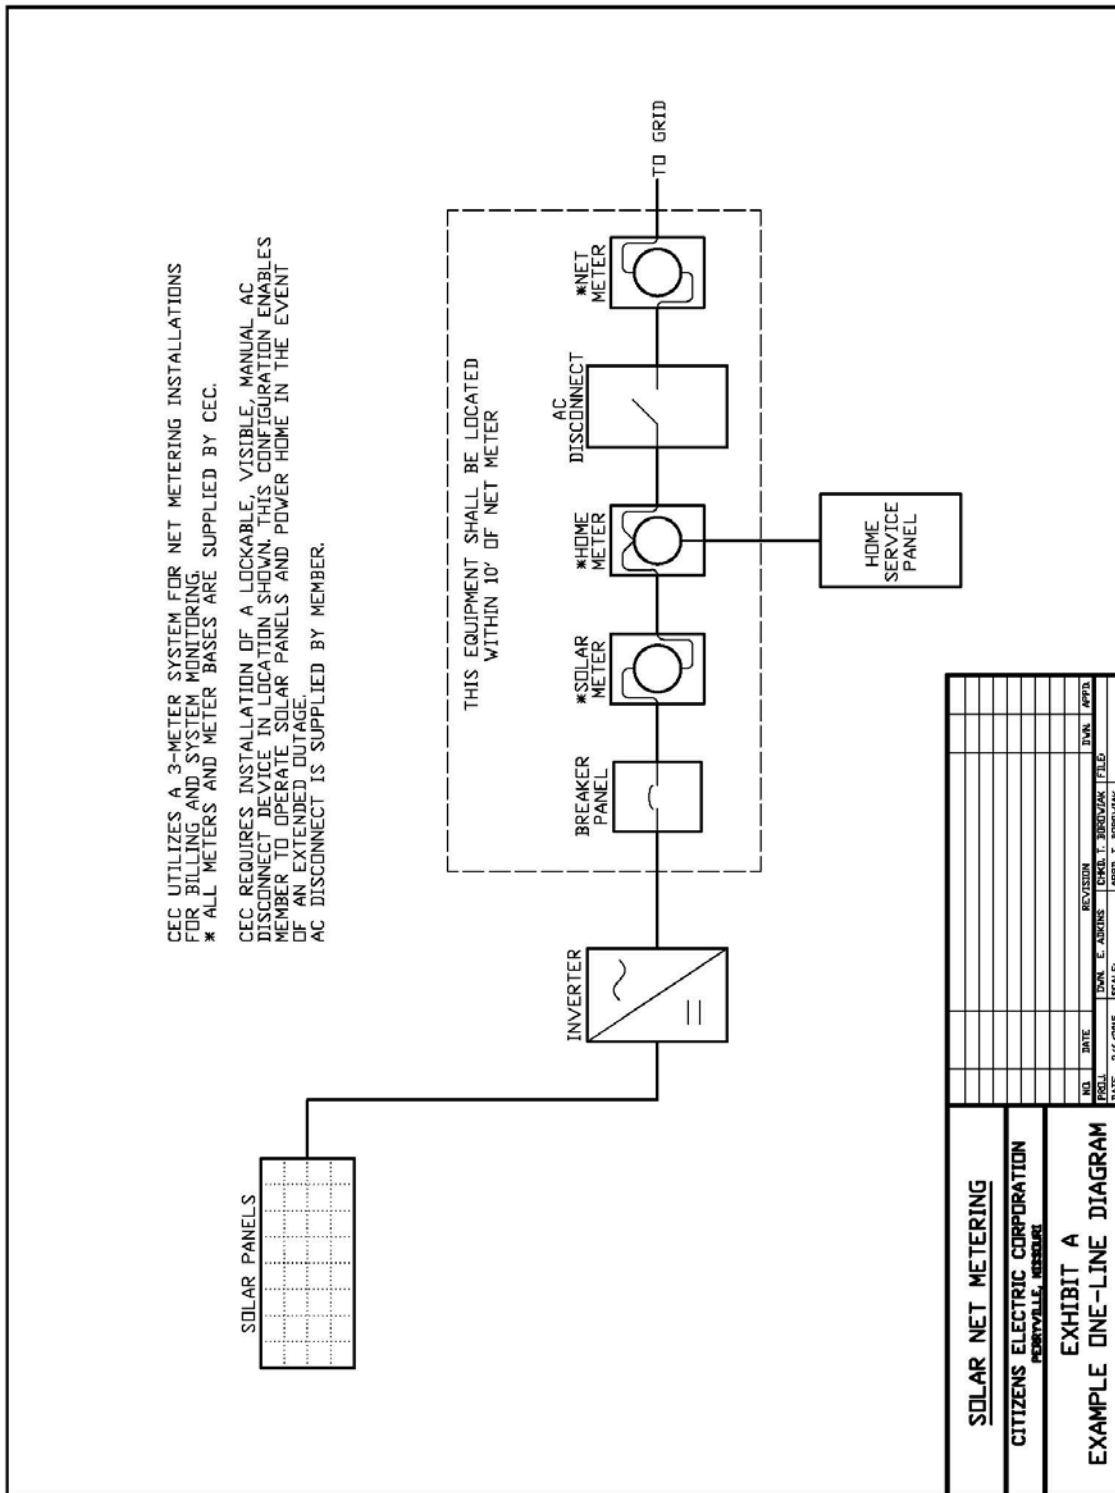 CEC UTILIZES A 3-METER SYSTEM FOR NET METERING INSTALLATIONS
FOR BILLING AND SYSTEM MONITORING.
* ALL METERS AND METER BASES ARE SUPPLIED BY CEC.
CEC REQUIRES INSTALLATION OF A LOCKABLE, VISIBLE, MANUAL AC
DISCONNECT DEVICE IN LOCATION SHOWN. THIS CONFIGURATION ENABLES
MEMBER TO OPERATE SOLAR PANELS AND POWER HOME IN THE EVENT
OF AN EXTENDED OUTAGE.
AC DISCONNECT IS SUPPLIED BY MEMBER.
SOLAR PANELS
INVERTER
THIS EQUIPMENT SHALL BE LOCATED
WITHIN 10' OF NET METER
BREAKER
PANEL
*SOLAR
METER
*HOME
METER
AC
DISCONNECT
*NET
METER
TO GRID
HOME
SERVICE
PANEL
SOLAR NET METERING
CITIZENS ELECTRIC CORPORATION
PERRYVILLE, MISSOURI
EXHIBIT A
EXAMPLE ONE-LINE DIAGRAM
NO. DATE REVISION DWN. APP'D.
PROJ. DWN. E. ADKINS CHKD. T. BOROWIAK FILE: